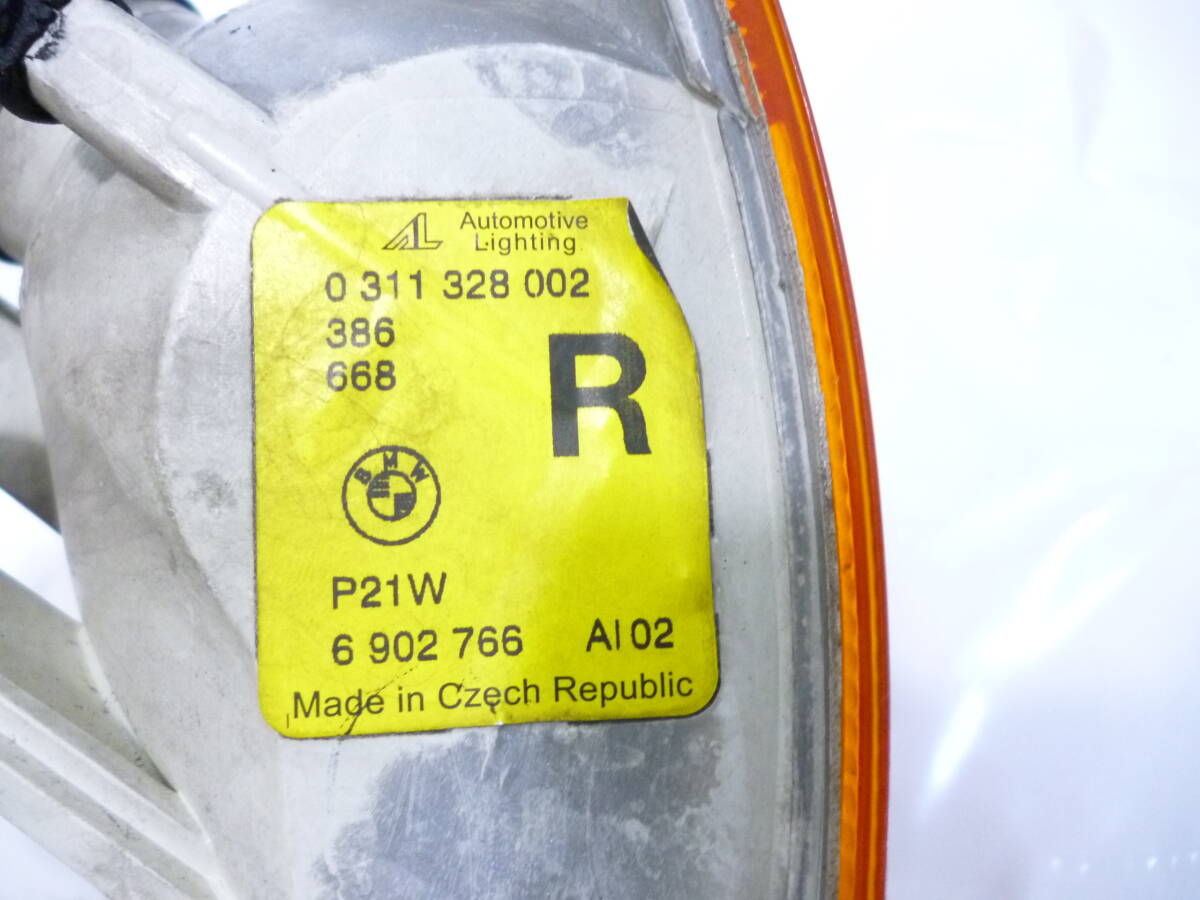 AL Automotive
Lighting
0 311 328 002
386
668
R
BMW
P21W
6 902 766 AI 02
Made in Czech Republic